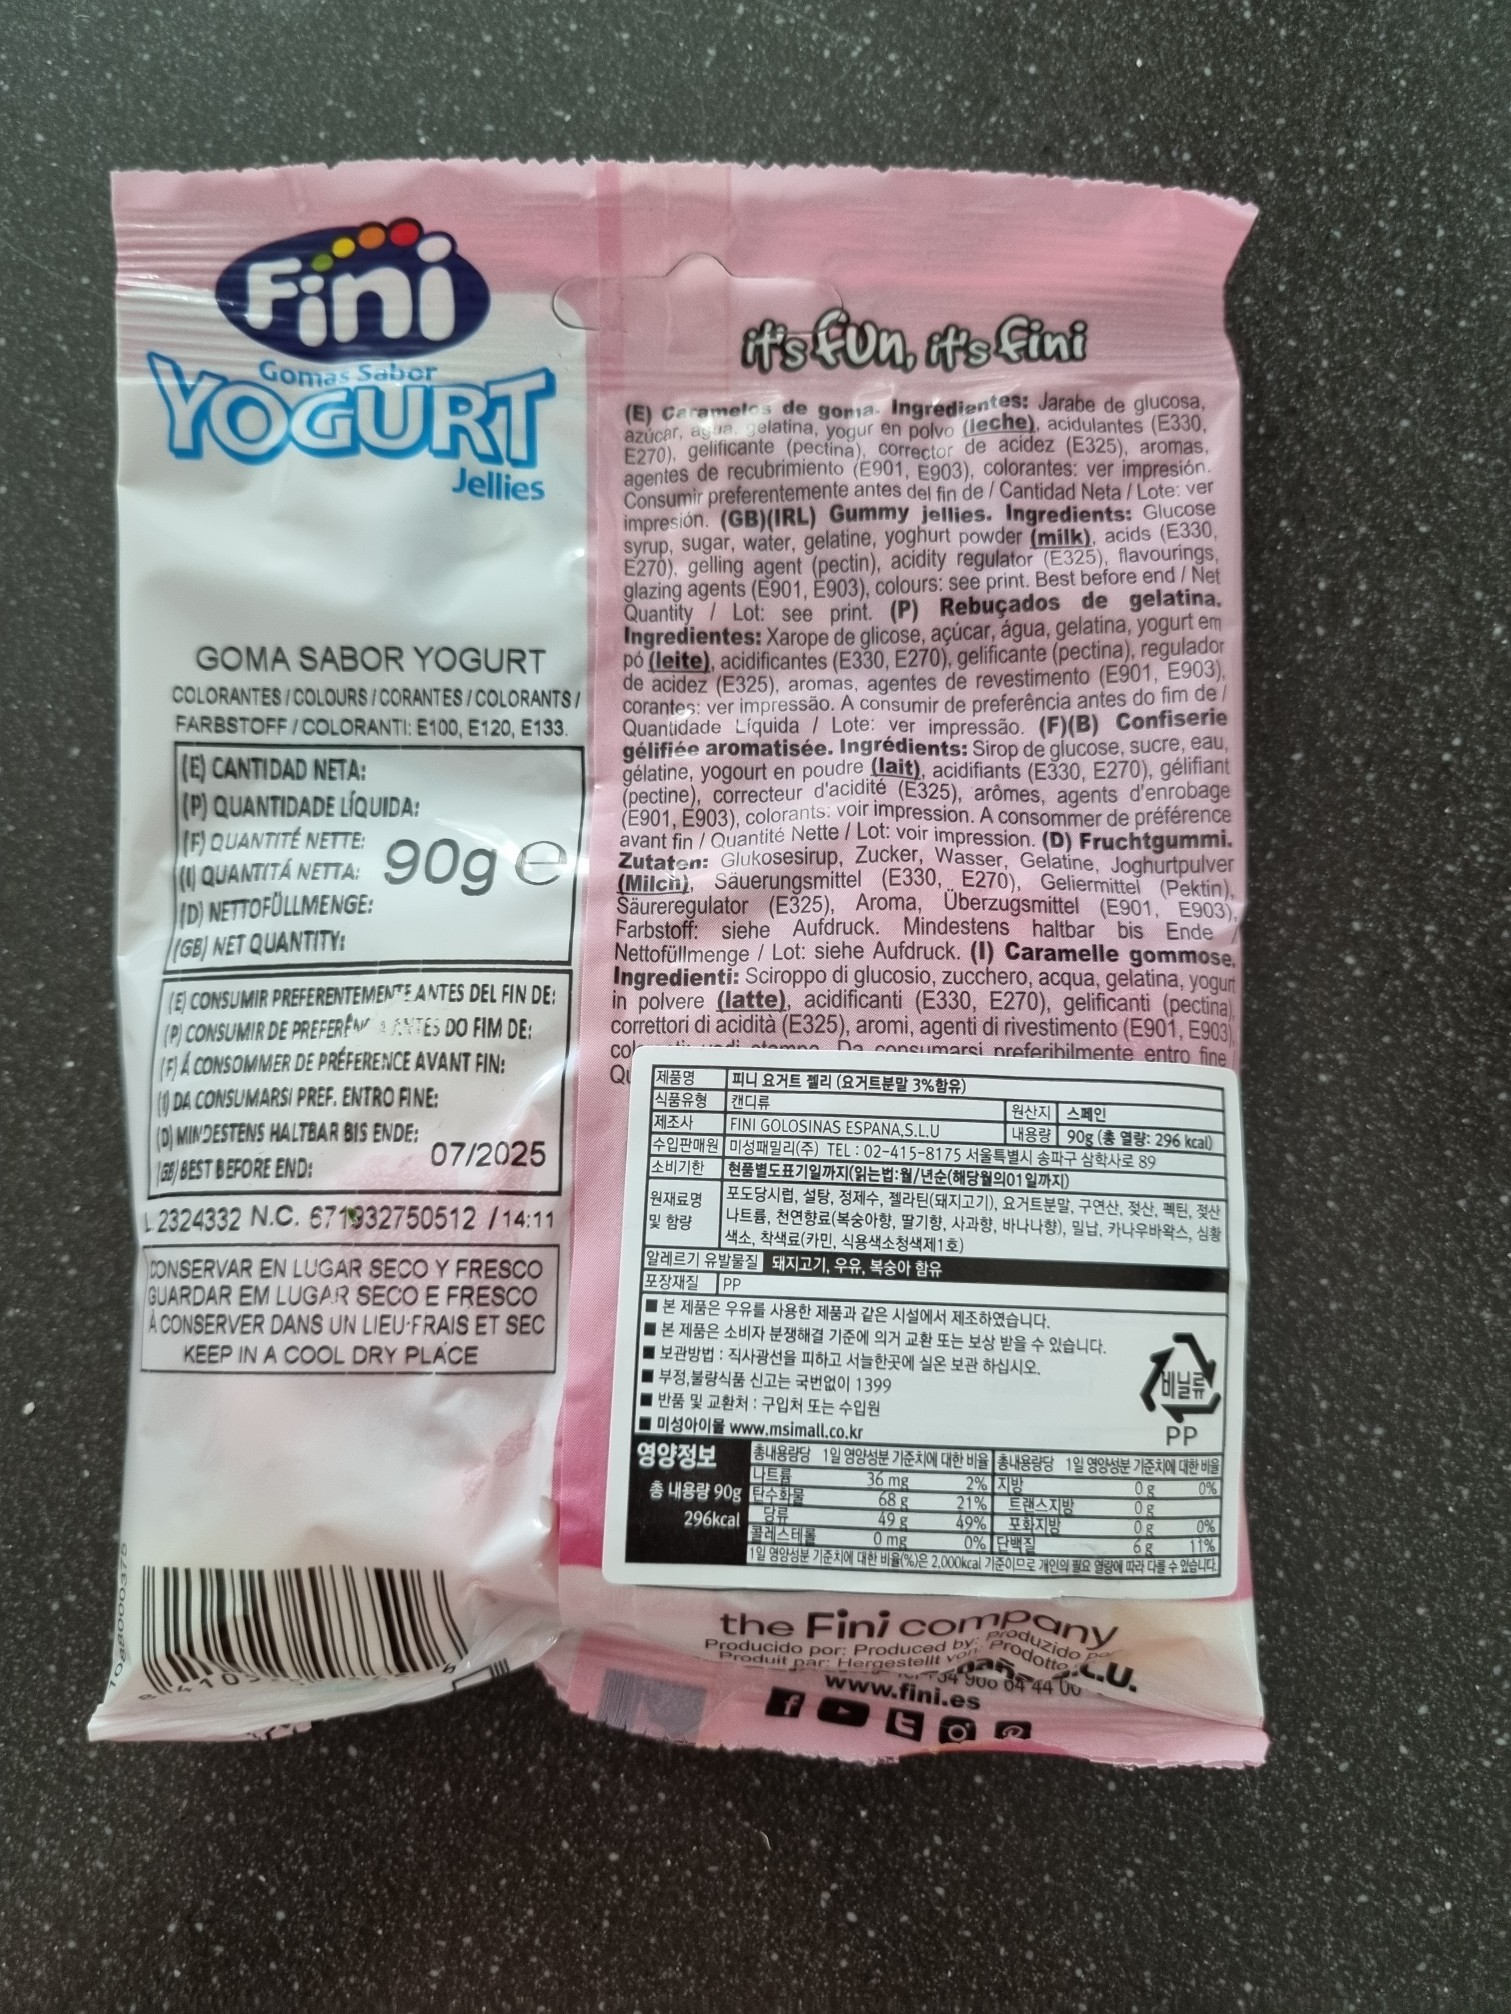 Fini
Gomas Sabor
YOGURT
Jellies
GOMA SABOR YOGURT
COLORANTES / COLOURS / CORANTES / COLORANTS /
FARBSTOFF / COLORANTI: E100, E120, E133.
(E) CANTIDAD NETA:
(P) QUANTIDADE LÍQUIDA:
(F) QUANTITÉ NETTE:
(I) QUANTITÁ NETTA:
(D) NETTOFÜLLMENGE:
(GB) NET QUANTITY:
90g e
(E) CONSUMIR PREFERENTEMENTE ANTES DEL FIN DE:
(P) CONSUMIR DE PREFERÊNCIA ANTES DO FIM DE:
(F) Á CONSOMMER DE PRÉFERENCE AVANT FIN:
(I) DA CONSUMARSI PREF. ENTRO FINE:
(D) MINDESTENS HALTBAR BIS ENDE:
(GB) BEST BEFORE END:
07/2025
L 2324332 N.C. 671932750512 /14:11
CONSERVAR EN LUGAR SECO Y FRESCO
GUARDAR EM LUGAR SECO E FRESCO
À CONSERVER DANS UN LIEU FRAIS ET SEC
KEEP IN A COOL DRY PLACE
it's fun, it's fini
(E) Caramelos de goma. Ingredientes: Jarabe de glucosa,
azúcar, agua, gelatina, yogur en polvo (leche), acidulantes (E330,
E270), gelificante (pectina), corrector de acidez (E325), aromas,
agentes de recubrimiento (E901, E903), colorantes: ver impresión.
Consumir preferentemente antes del fin de / Cantidad Neta / Lote: ver
impresión. (GB)(IRL) Gummy jellies. Ingredients: Glucose
syrup, sugar, water, gelatine, yoghurt powder (milk), acids (E330,
E270), gelling agent (pectin), acidity regulator (E325), flavourings,
glazing agents (E901, E903), colours: see print. Best before end / Net
Quantity / Lot: see print. (P) Rebuçados de gelatina.
Ingredientes: Xarope de glicose, açúcar, água, gelatina, yogurt em
pó (leite), acidificantes (E330, E270), gelificante (pectina), regulador
de acidez (E325), aromas, agentes de revestimento (E901, E903),
corantes: ver impressão. A consumir de preferência antes do fim de /
Quantidade Líquida / Lote: ver impressão. (F)(B) Confiserie
gélifiée aromatisée. Ingrédients: Sirop de glucose, sucre, eau,
gélatine, yogourt en poudre (lait), acidifiants (E330, E270), gélifiant
(pectine), correcteur d'acidité (E325), arômes, agents d'enrobage
(E901, E903), colorants: voir impression. A consommer de préférence
avant fin / Quantité Nette / Lot: voir impression. (D) Fruchtgummi.
Zutaten: Glukosesirup, Zucker, Wasser, Gelatine, Joghurtpulver
(Milch), Säuerungsmittel (E330, E270), Geliermittel (Pektin),
Säureregulator (E325), Aroma, Überzugsmittel (E901, E903),
Farbstoff: siehe Aufdruck. Mindestens haltbar bis Ende /
Nettofüllmenge / Lot: siehe Aufdruck. (I) Caramelle gommose.
Ingredienti: Sciroppo di glucosio, zucchero, acqua, gelatina, yogurt
in polvere (latte), acidificanti (E330, E270), gelificanti (pectina),
correttori di acidità (E325), aromi, agenti di rivestimento (E901, E903),
Da consumarsi preferibilmente entro fine /
제품명 피니 요거트 젤리 (요거트분말 3%함유)
식품유형 캔디류 원산지 스페인
제조사 FINI GOLOSINAS ESPANA,S.L.U 내용량 90g (총 열량: 296 kcal)
수입판매원 미성패밀리(주) TEL : 02-415-8175 서울특별시 송파구 삼학사로 89
소비기한 현품별도표기일까지(읽는법:월/년순(해당월의01일까지)
원재료명 및 함량 포도당시럽, 설탕, 정제수, 젤라틴(돼지고기), 요거트분말, 구연산, 젖산, 펙틴, 젖산
나트륨, 천연향료(복숭아향, 딸기향, 사과향, 바나나향), 밀납, 카나우바왁스, 심황
색소, 착색료(카민, 식용색소청색제1호)
알레르기 유발물질 돼지고기, 우유, 복숭아 함유
포장재질 PP
■ 본 제품은 우유를 사용한 제품과 같은 시설에서 제조하였습니다.
■ 본 제품은 소비자 분쟁해결 기준에 의거 교환 또는 보상 받을 수 있습니다.
■ 보관방법 : 직사광선을 피하고 서늘한곳에 실온 보관 하십시오.
■ 부정,불량식품 신고는 국번없이 1399
■ 반품 및 교환처 : 구입처 또는 수입원
■ 미성아이몰 www.msimall.co.kr
비닐류
PP
영양정보
총 내용량 90g
296kcal
총내용량당 1일 영양성분 기준치에 대한 비율 총내용량당 1일 영양성분 기준치에 대한 비율
나트륨 36 mg 2% 지방 0 g 0%
탄수화물 68 g 21% 트랜스지방 0 g
당류 49 g 49% 포화지방 0 g 0%
콜레스테롤 0 mg 0% 단백질 6 g 11%
1일 영양성분 기준치에 대한 비율(%)은 2,000kcal 기준이므로 개인의 필요 열량에 따라 다를 수 있습니다.
the Fini company
Producido por: Produced by: Produzido por
Produit par: Hergestellt von: Prodotto
www.fini.es